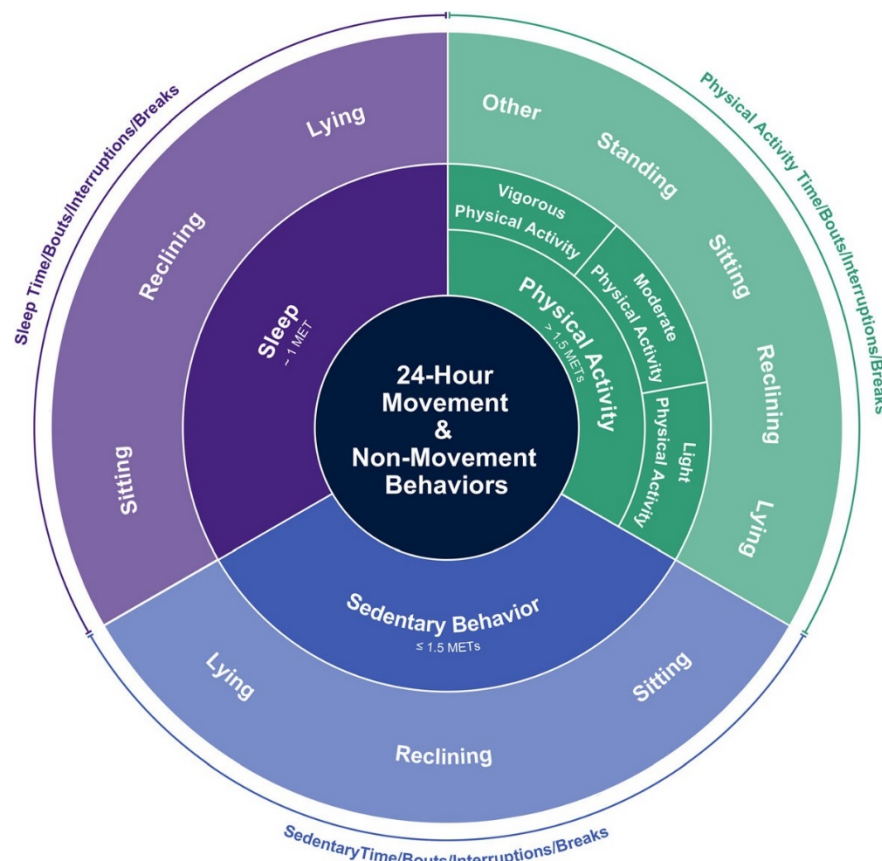 24-Hour
Movement
&
Non-Movement
Behaviors
Sleep
~ 1 MET
Sitting
Reclining
Lying
Sleep Time/Bouts/Interruptions/Breaks
Physical Activity
> 1.5 METs
Vigorous
Physical Activity
Moderate
Physical Activity
Light
Physical Activity
Other
Standing
Sitting
Reclining
Lying
Physical Activity Time/Bouts/Interruptions/Breaks
Sedentary Behavior
≤ 1.5 METs
Lying
Reclining
Sitting
SedentaryTime/Bouts/Interruptions/Breaks